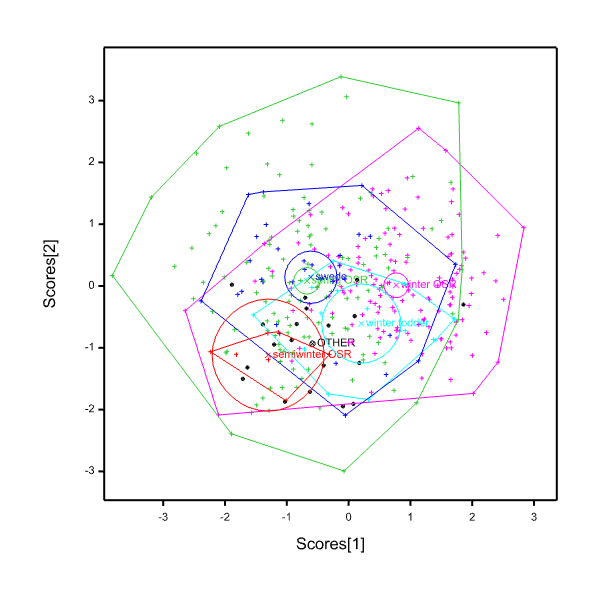 3
2
1
0
-1
-2
-3
Scores[2]
swede
OSR
winter OSR
winter fodder
OTHER
semiwinter OSR
-3
-2
-1
0
1
2
3
Scores[1]